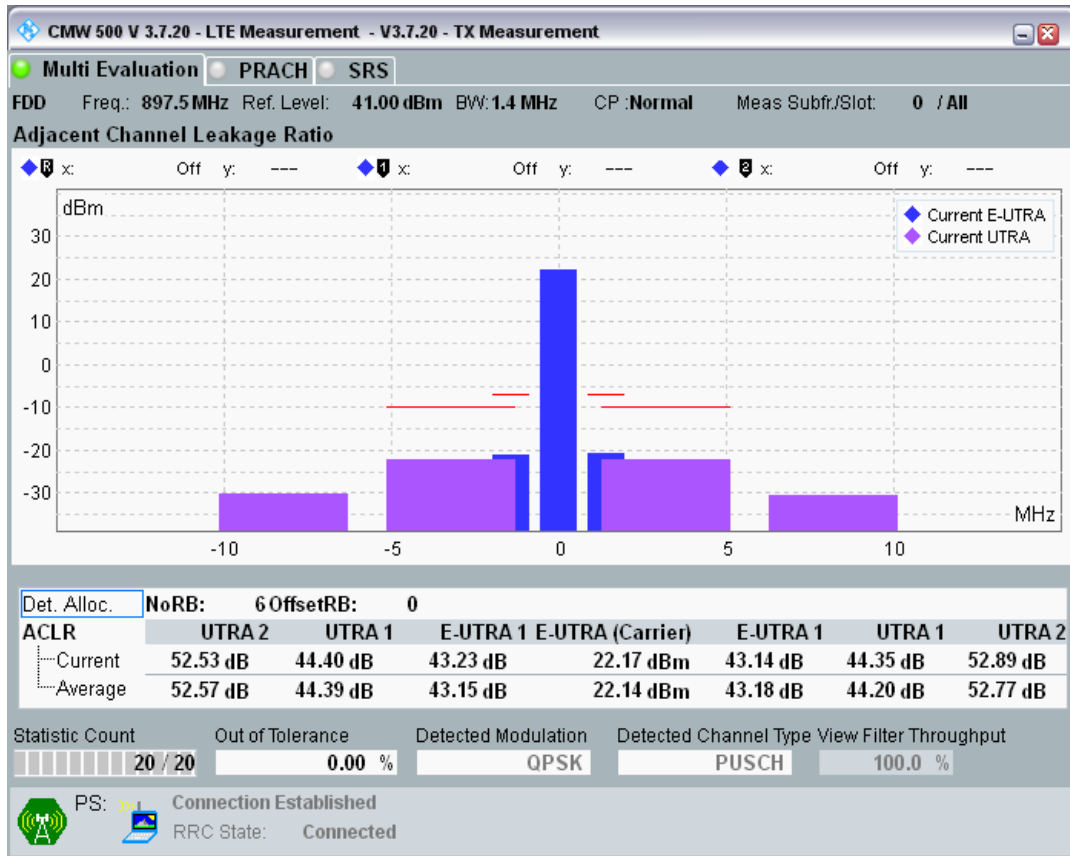 CMW 500 V 3.7.20 - LTE Measurement - V3.7.20 - TX Measurement
Multi Evaluation PRACH SRS
FDD Freq.: 897.5 MHz Ref. Level: 41.00 dBm BW: 1.4 MHz CP :Normal Meas Subfr./Slot: 0 / All
Adjacent Channel Leakage Ratio
R x: Off y: --- 1 x: Off y: --- 2 x: Off y: ---
dBm
Current E-UTRA
Current UTRA
30
20
10
0
-10
-20
-30
MHz
-10 -5 0 5 10
Det. Alloc. NoRB: 6 OffsetRB: 0
ACLR UTRA 2 UTRA 1 E-UTRA 1 E-UTRA (Carrier) E-UTRA 1 UTRA 1 UTRA 2
Current 52.53 dB 44.40 dB 43.23 dB 22.17 dBm 43.14 dB 44.35 dB 52.89 dB
Average 52.57 dB 44.39 dB 43.15 dB 22.14 dBm 43.18 dB 44.20 dB 52.77 dB
Statistic Count Out of Tolerance Detected Modulation Detected Channel Type View Filter Throughput
20 / 20 0.00 % QPSK PUSCH 100.0 %
PS: Connection Established
RRC State: Connected